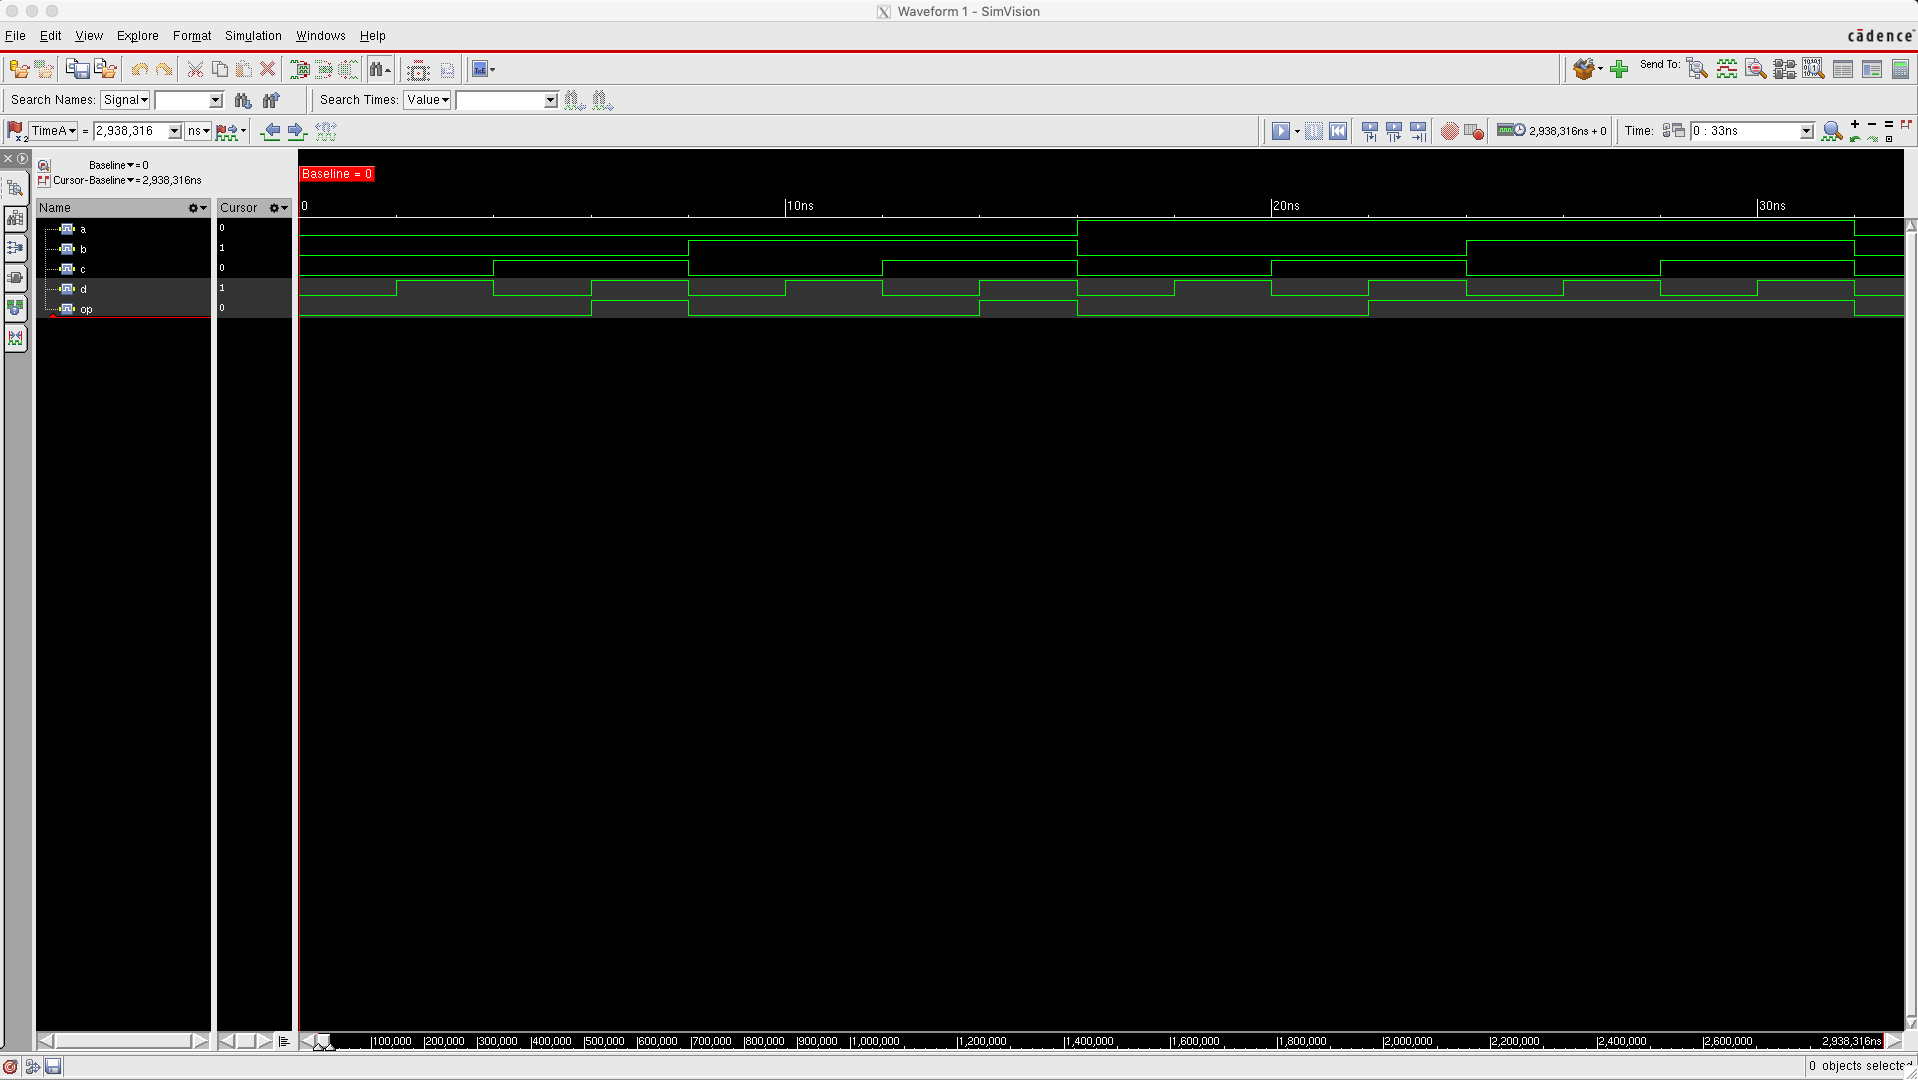 Waveform 1 - SimVision
File Edit View Explore Format Simulation Windows Help
cādence
Send To:
Search Names: Signal Search Times: Value
TimeA = 2,938,316 ns 2,938,316ns + 0 Time: 0 : 33ns
Baseline = 0
Cursor-Baseline = 2,938,316ns
Baseline = 0
Name Cursor 0 10ns 20ns 30ns
a 0
b 1
c 0
d 1
op 0
100,000 200,000 300,000 400,000 500,000 600,000 700,000 800,000 900,000 1,000,000 1,200,000 1,400,000 1,600,000 1,800,000 2,000,000 2,200,000 2,400,000 2,600,000 2,938,316ns
0 objects selected